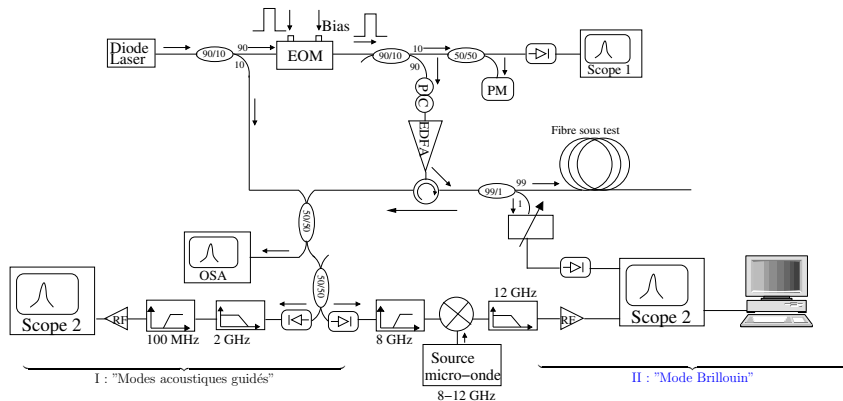 Diode
Laser
90/10
90
10
Bias
EOM
90/10
10
90
50/50
PM
Scope 1
PC
EDFA
Fibre sous test
99/1
99
1
50/50
OSA
50/50
Scope 2
RF
100 MHz
2 GHz
8 GHz
12 GHz
RF
Scope 2
Source
micro-onde
8-12 GHz
I : "Modes acoustiques guidés"
II : "Mode Brillouin"